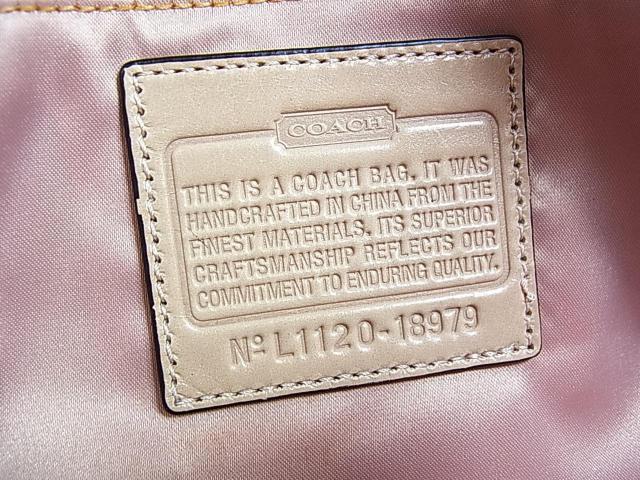 COACH
THIS IS A COACH BAG. IT WAS
HANDCRAFTED IN CHINA FROM THE
FINEST MATERIALS. ITS SUPERIOR
CRAFTSMANSHIP REFLECTS OUR
COMMITMENT TO ENDURING QUALITY.
Nº L1120-18979